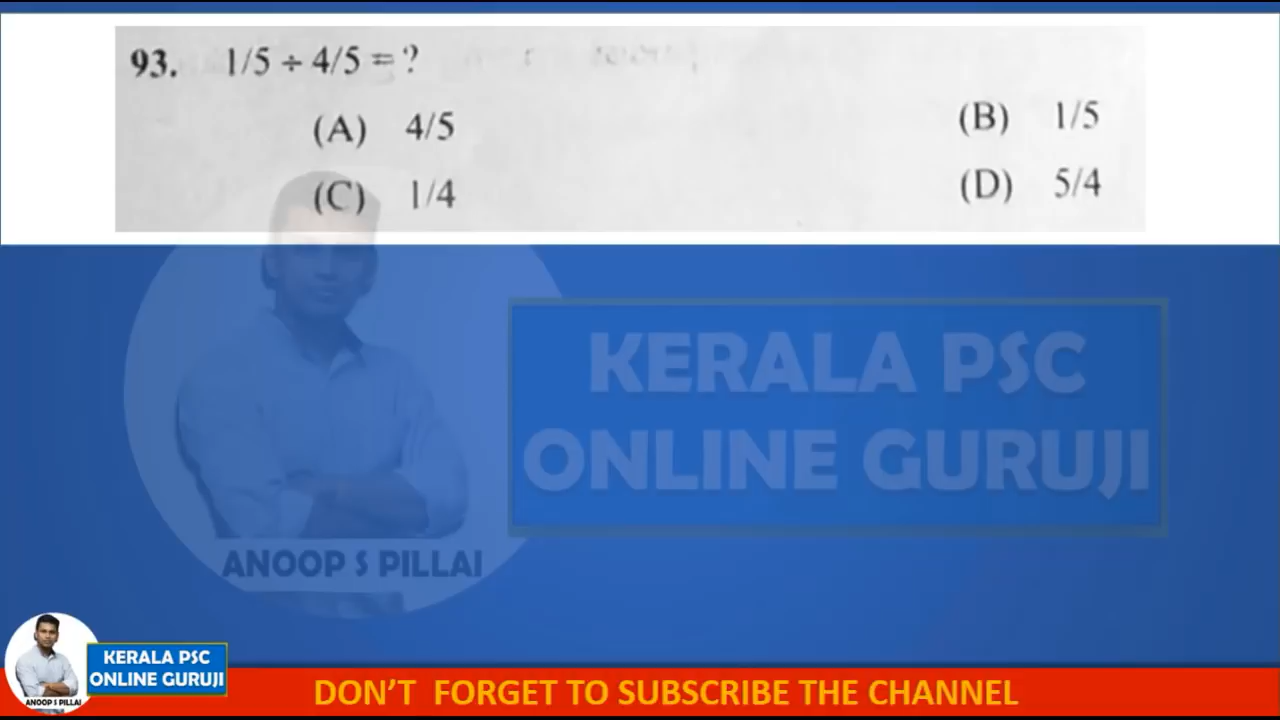 93. 1/5 ÷ 4/5 = ?
(A) 4/5
(B) 1/5
(C) 1/4
(D) 5/4
KERALA PSC
ONLINE GURUJI
ANOOP S PILLAI
KERALA PSC
ONLINE GURUJI
ANOOP S PILLAI
DON'T FORGET TO SUBSCRIBE THE CHANNEL